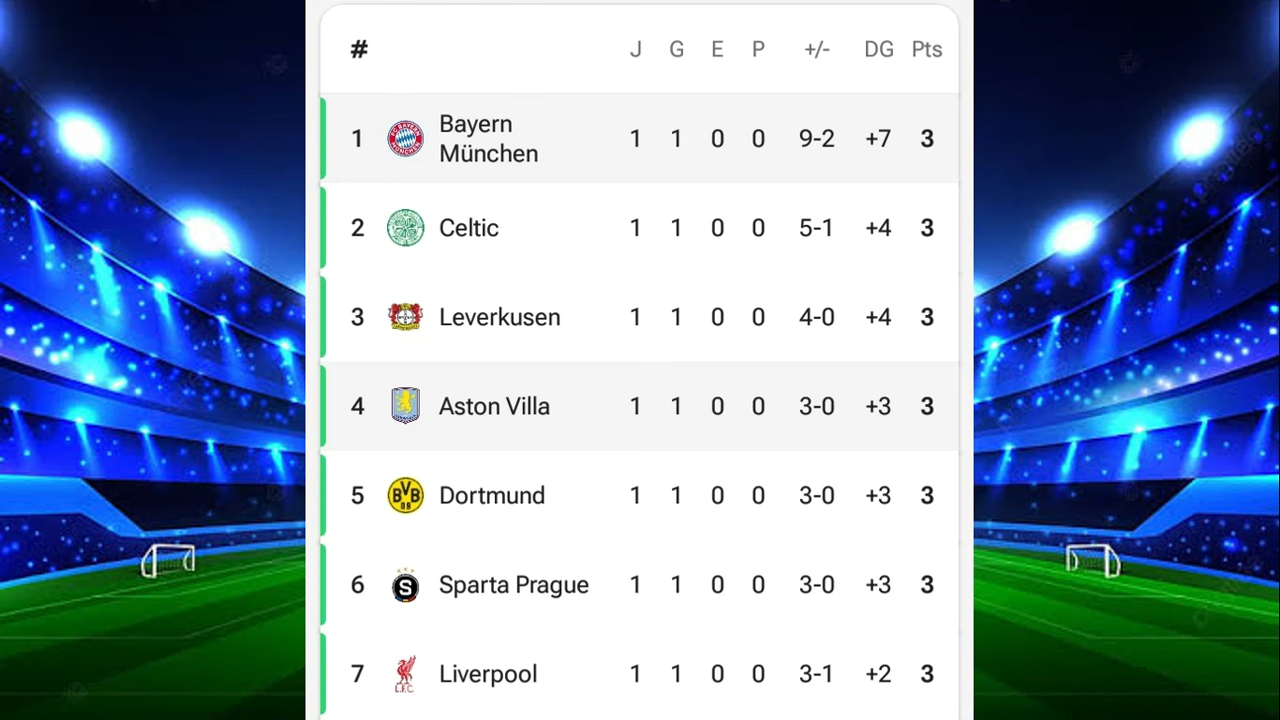 # J G E P +/- DG Pts
1 Bayern München 1 1 0 0 9-2 +7 3
2 Celtic 1 1 0 0 5-1 +4 3
3 Leverkusen 1 1 0 0 4-0 +4 3
4 Aston Villa 1 1 0 0 3-0 +3 3
5 BVB 09 Dortmund 1 1 0 0 3-0 +3 3
6 S Sparta Prague 1 1 0 0 3-0 +3 3
7 L.F.C. Liverpool 1 1 0 0 3-1 +2 3